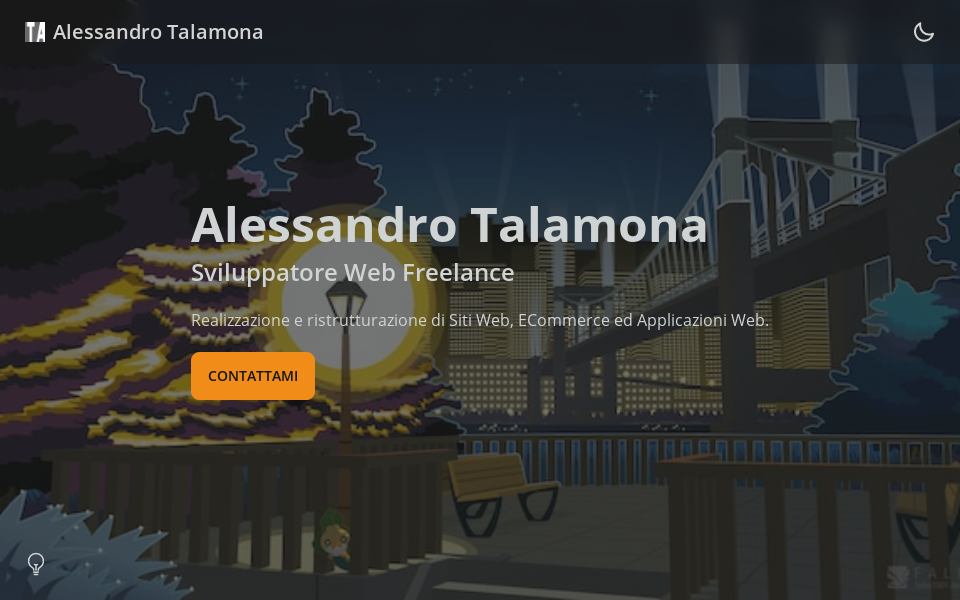 TA Alessandro Talamona
Alessandro Talamona
Sviluppatore Web Freelance
Realizzazione e ristrutturazione di Siti Web, ECommerce ed Applicazioni Web.
CONTATTAMI